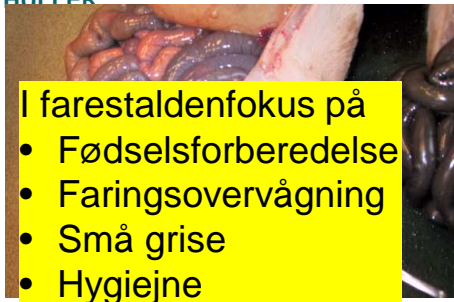 I farestaldenfokus på
• Fødselsforberedelse
• Faringsovervågning
• Små grise
• Hygiejne